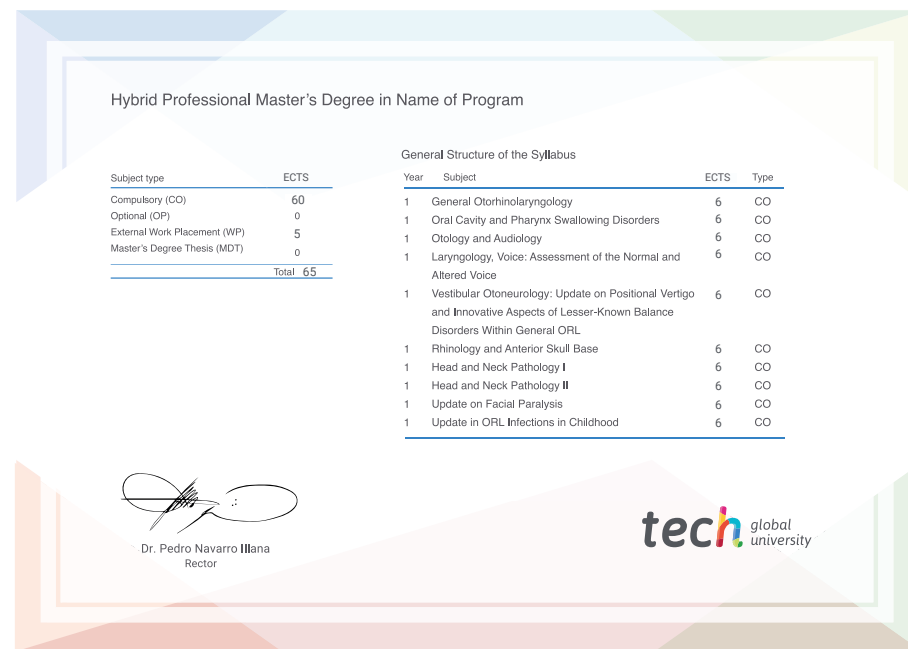 Hybrid Professional Master's Degree in Name of Program
Subject type ECTS
Compulsory (CO) 60
Optional (OP) 0
External Work Placement (WP) 5
Master's Degree Thesis (MDT) 0
Total 65
General Structure of the Syllabus
Year Subject ECTS Type
1 General Otorhinolaryngology 6 CO
1 Oral Cavity and Pharynx Swallowing Disorders 6 CO
1 Otology and Audiology 6 CO
1 Laryngology, Voice: Assessment of the Normal and 6 CO
Altered Voice
1 Vestibular Otoneurology: Update on Positional Vertigo 6 CO
and Innovative Aspects of Lesser-Known Balance
Disorders Within General ORL
1 Rhinology and Anterior Skull Base 6 CO
1 Head and Neck Pathology I 6 CO
1 Head and Neck Pathology II 6 CO
1 Update on Facial Paralysis 6 CO
1 Update in ORL Infections in Childhood 6 CO
Dr. Pedro Navarro Illana
Rector
tech global
university